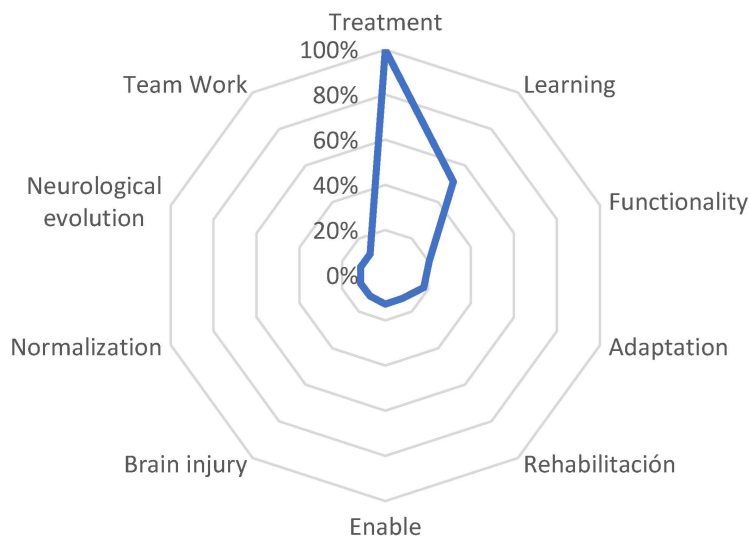 Treatment
100%
Team Work
Learning
80%
60%
Neurological
evolution
Functionality
40%
20%
0%
Normalization
Adaptation
Brain injury
Rehabilitación
Enable